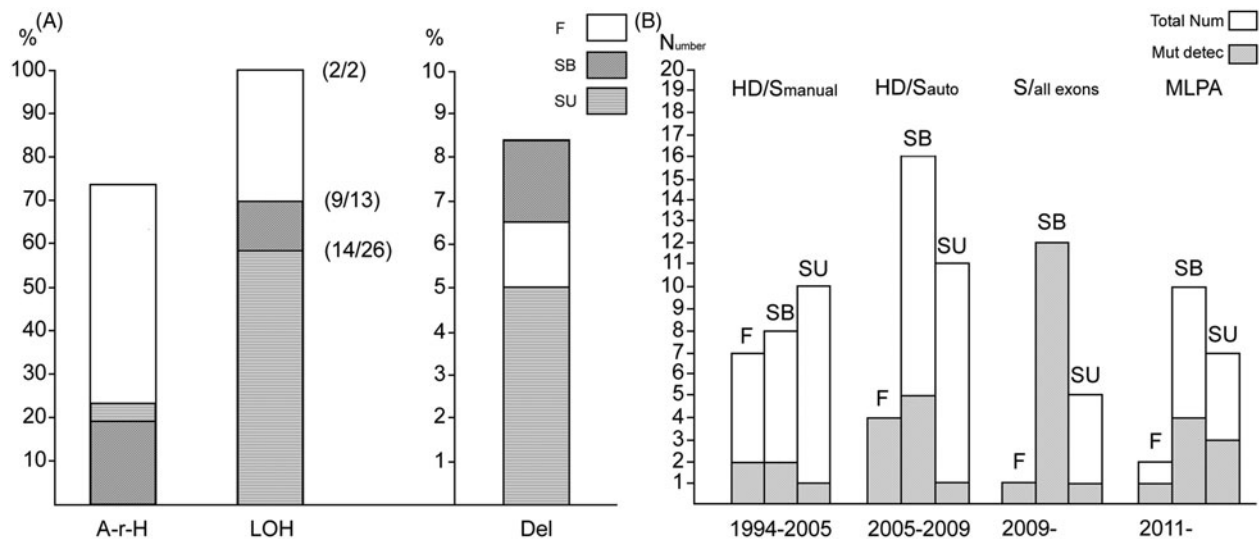 (A)
%
100
90
80
70
60
50
40
30
20
10
(2/2)
(9/13)
(14/26)
A-r-H LOH
F
SB
SU
%
10
9
8
7
6
5
4
3
2
1
Del
(B)
Total Num
Mut detec
Number
20
19
18
17
16
15
14
13
12
11
10
9
8
7
6
5
4
3
2
1
HD/Smanual HD/Sauto S/all exons MLPA
F SB SU
F SB SU
F SB SU
F SB SU
1994-2005 2005-2009 2009- 2011-